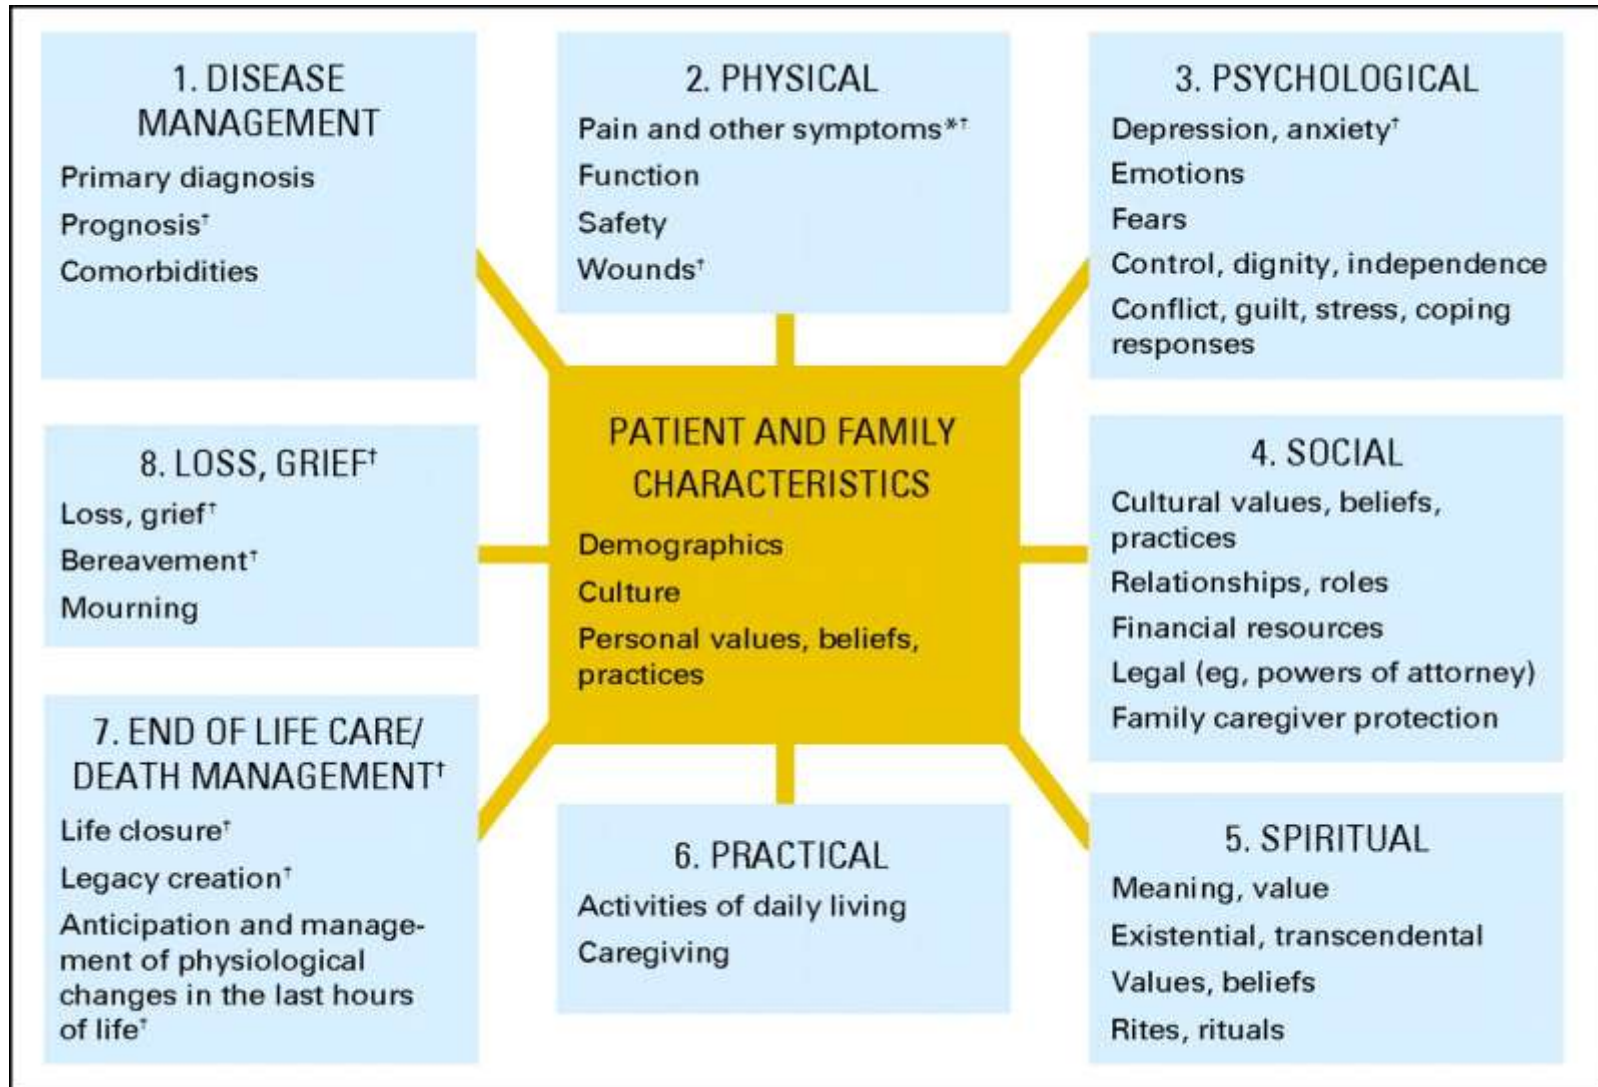 1. DISEASE
MANAGEMENT
Primary diagnosis
Prognosis†
Comorbidities
2. PHYSICAL
Pain and other symptoms*†
Function
Safety
Wounds†
3. PSYCHOLOGICAL
Depression, anxiety†
Emotions
Fears
Control, dignity, independence
Conflict, guilt, stress, coping
responses
8. LOSS, GRIEF†
Loss, grief†
Bereavement†
Mourning
PATIENT AND FAMILY
CHARACTERISTICS
Demographics
Culture
Personal values, beliefs,
practices
4. SOCIAL
Cultural values, beliefs,
practices
Relationships, roles
Financial resources
Legal (eg, powers of attorney)
Family caregiver protection
7. END OF LIFE CARE/
DEATH MANAGEMENT†
Life closure†
Legacy creation†
Anticipation and manage-
ment of physiological
changes in the last hours
of life†
6. PRACTICAL
Activities of daily living
Caregiving
5. SPIRITUAL
Meaning, value
Existential, transcendental
Values, beliefs
Rites, rituals